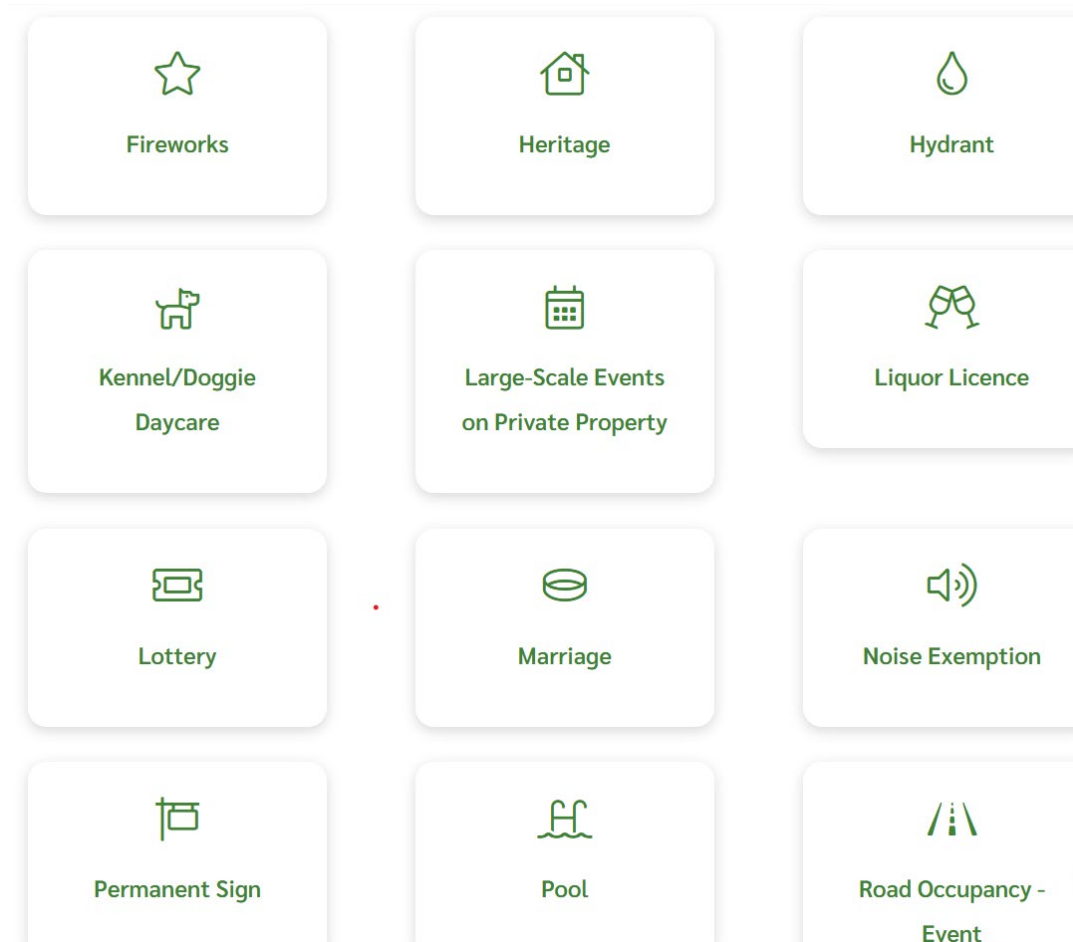 Fireworks
Heritage
Hydrant
Kennel/Doggie
Daycare
Large-Scale Events
on Private Property
Liquor Licence
Lottery
Marriage
Noise Exemption
Permanent Sign
Pool
Road Occupancy -
Event